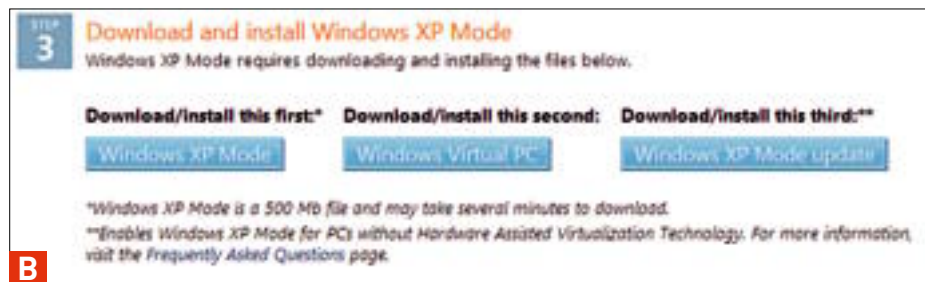 STEP
3
Download and install Windows XP Mode
Windows XP Mode requires downloading and installing the files below.
Download/install this first:* Download/install this second: Download/install this third:**
Windows XP Mode Windows Virtual PC Windows XP Mode update
*Windows XP Mode is a 500 Mb file and may take several minutes to download.
**Enables Windows XP Mode for PCs without Hardware Assisted Virtualization Technology. For more information,
visit the Frequently Asked Questions page.
B